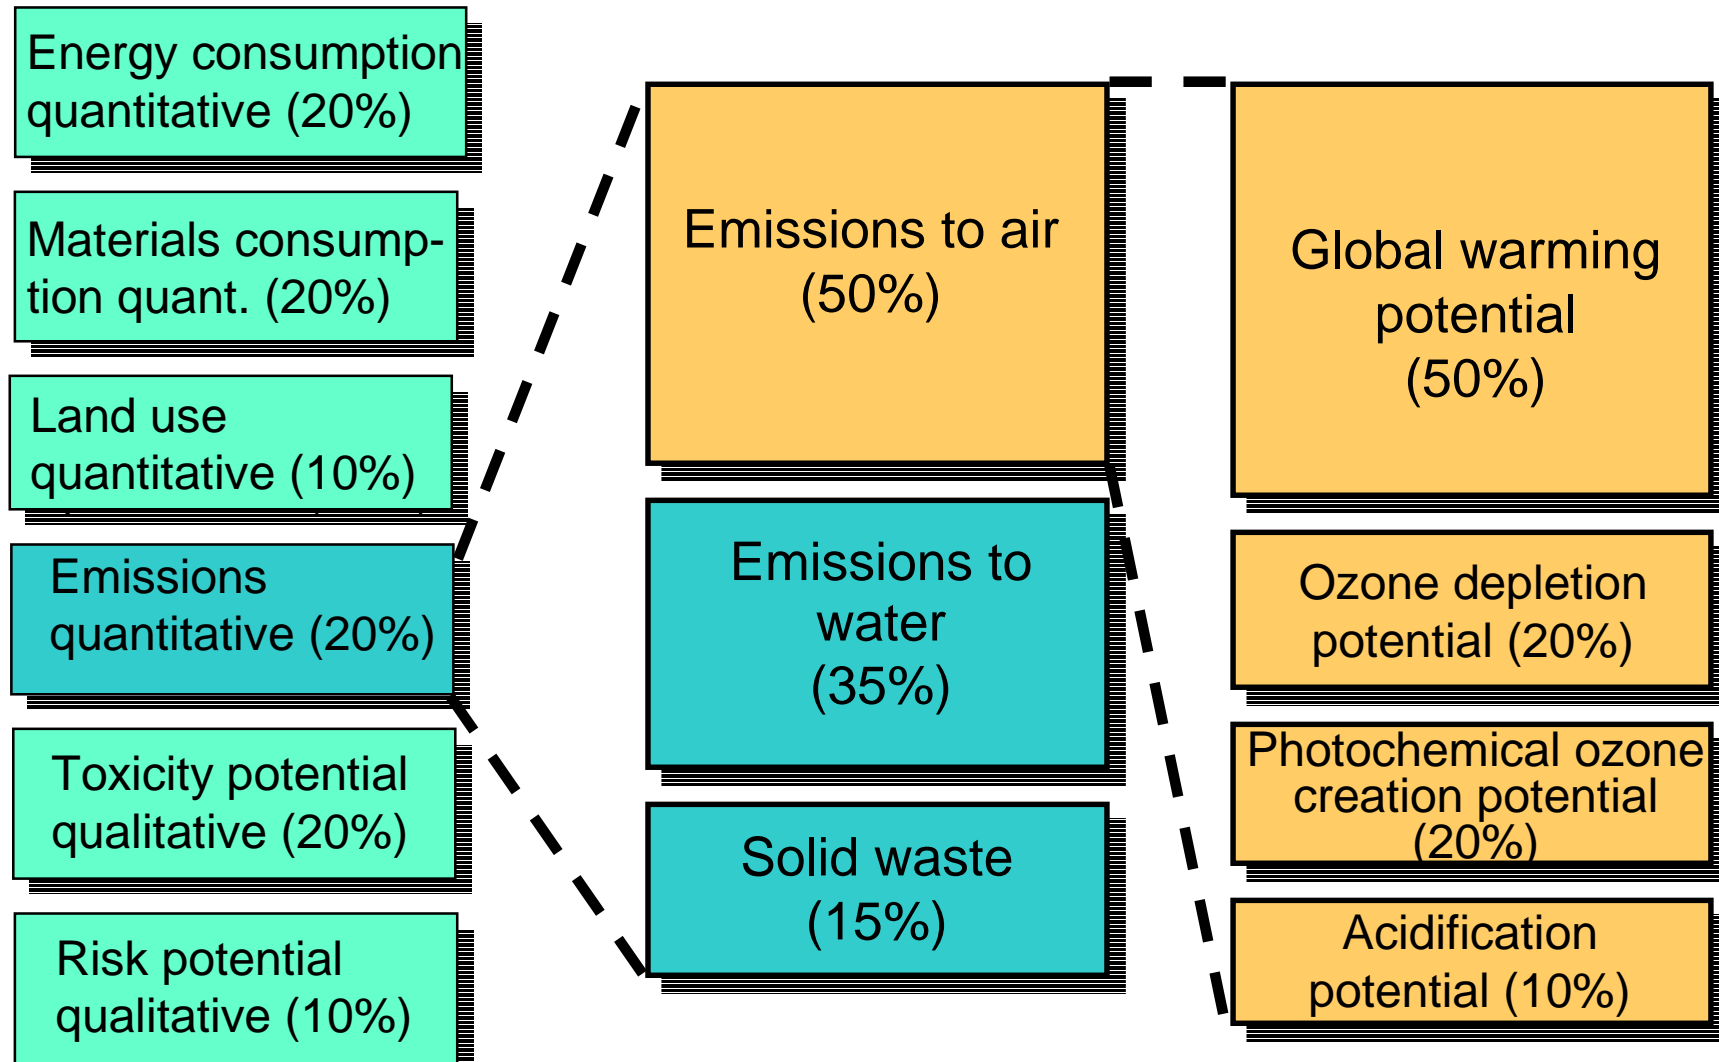 Energy consumption
quantitative (20%)
Materials consump-
tion quant. (20%)
Land use
quantitative (10%)
Emissions
quantitative (20%)
Toxicity potential
qualitative (20%)
Risk potential
qualitative (10%)
Emissions to air
(50%)
Emissions to
water
(35%)
Solid waste
(15%)
Global warming
potential
(50%)
Ozone depletion
potential (20%)
Photochemical ozone
creation potential
(20%)
Acidification
potential (10%)